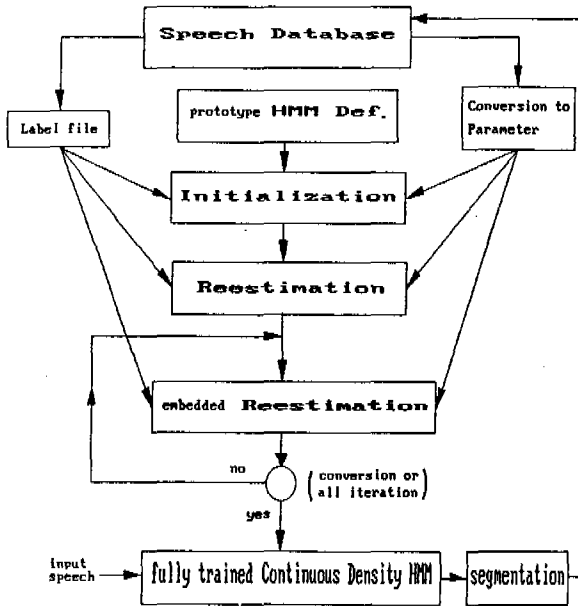 Speech Database
Label file
prototype HMM Def.
Conversion to
Parameter
Initialization
Reestimation
embedded Reestimation
no
(conversion or
all iteration)
yes
input
speech
fully trained Continuous Density HMM
segmentation